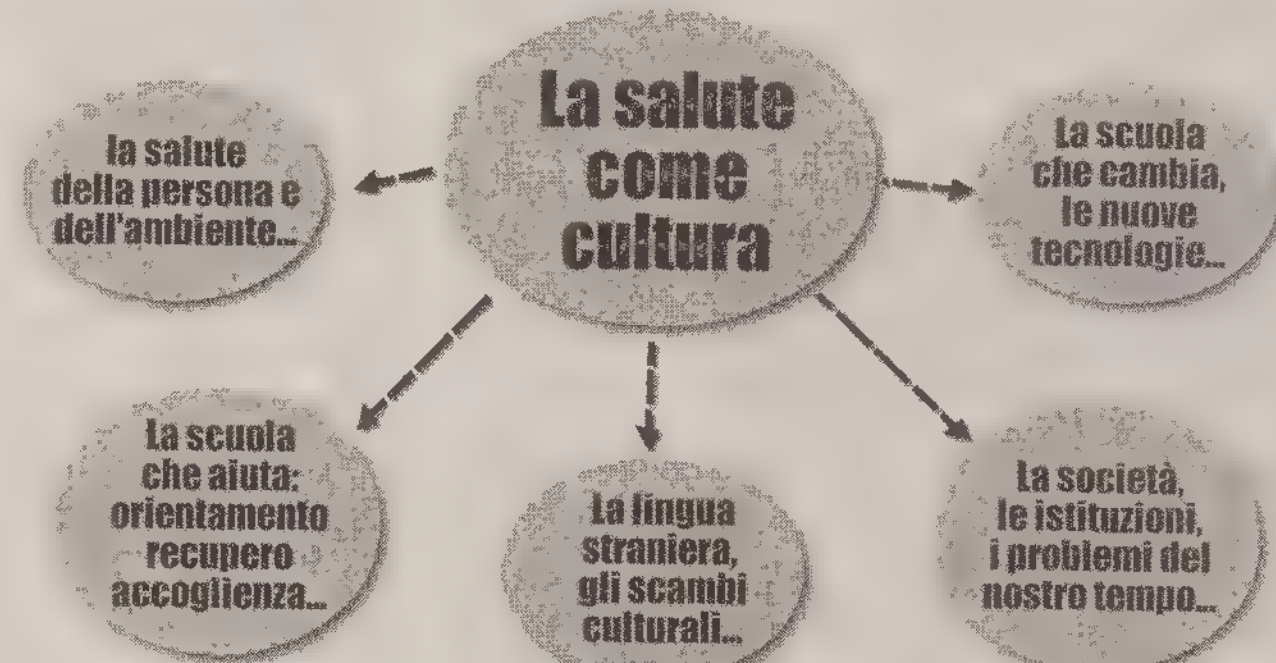 La salute
come
cultura
la salute
della persona e
dell'ambiente...
La scuola
che cambia,
le nuove
tecnologie...
La scuola
che aiuta:
orientamento
recupero
accoglienza...
La lingua
straniera,
gli scambi
culturali...
La società,
le istituzioni,
i problemi del
nostro tempo...